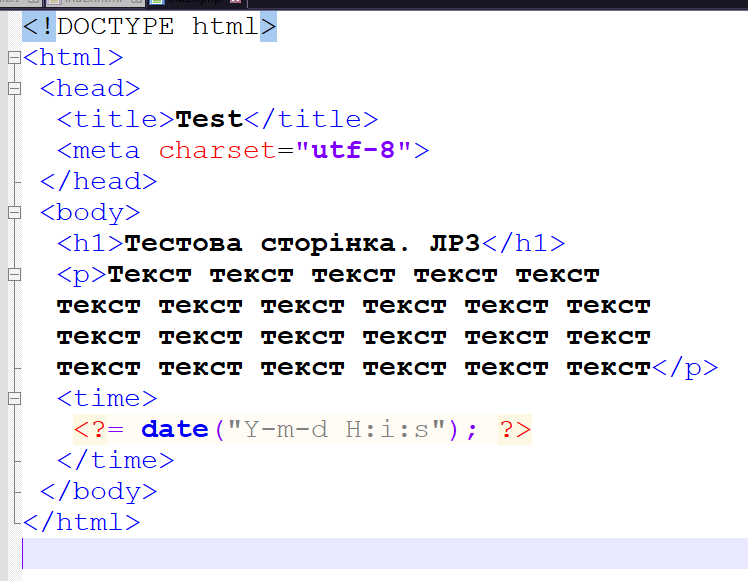 <!DOCTYPE html>
<html>
<head>
<title>Test</title>
<meta charset="utf-8">
</head>
<body>
<h1>Тестова сторінка. ЛР3</h1>
<p>Текст текст текст текст текст
текст текст текст текст текст текст
текст текст текст текст текст текст
текст текст текст текст текст текст</p>
<time>
<?= date("Y-m-d H:i:s"); ?>
</time>
</body>
</html>